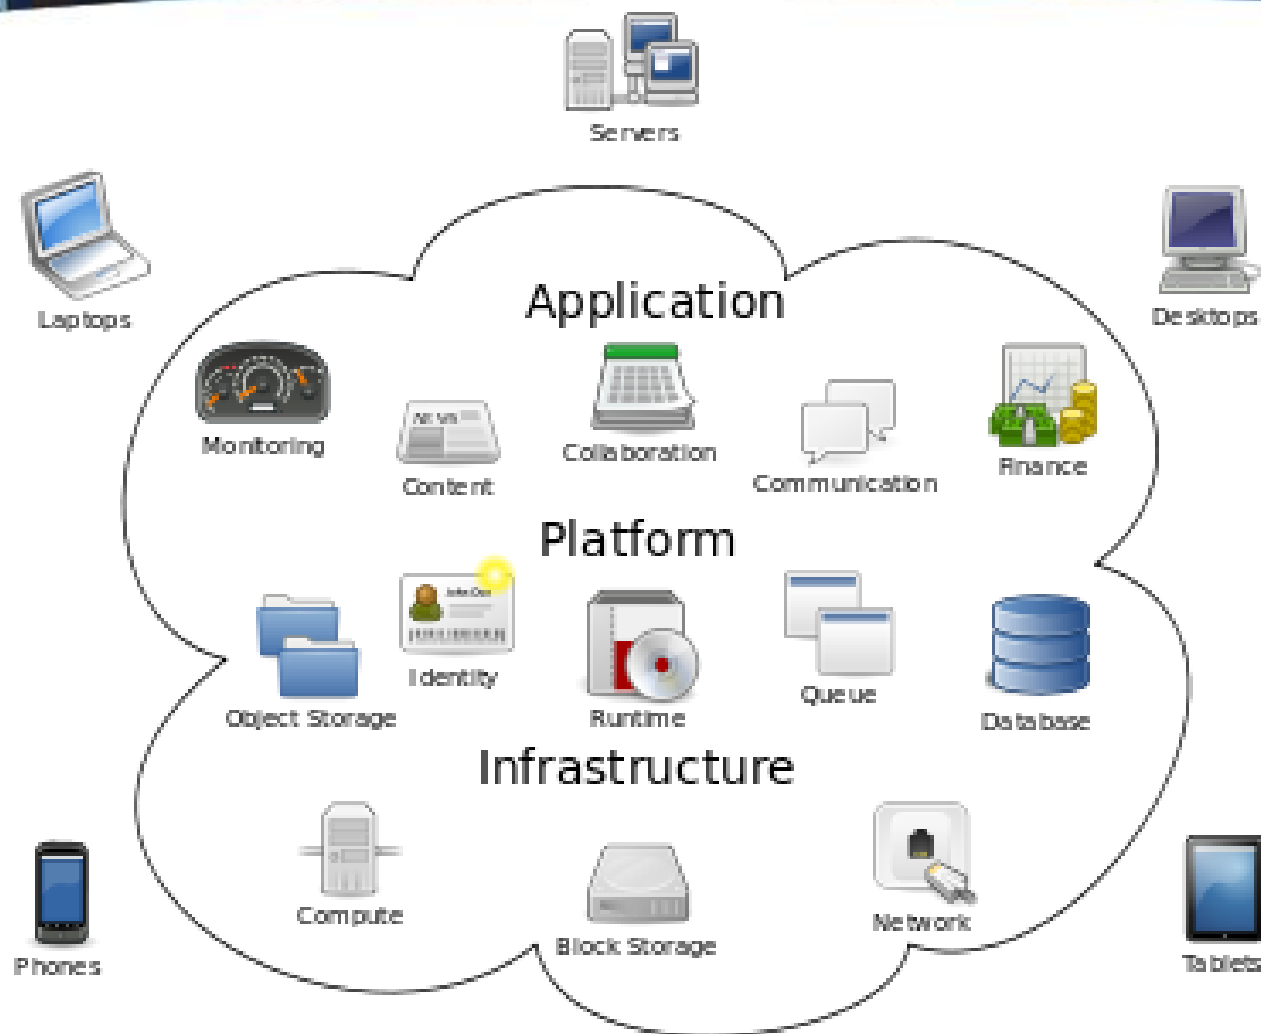 Servers
Laptops
Desktops
Application
Monitoring
Content
Collaboration
Communication
Finance
Platform
Object Storage
Identity
Runtime
Queue
Database
Infrastructure
Compute
Block Storage
Network
Phones
Tablets